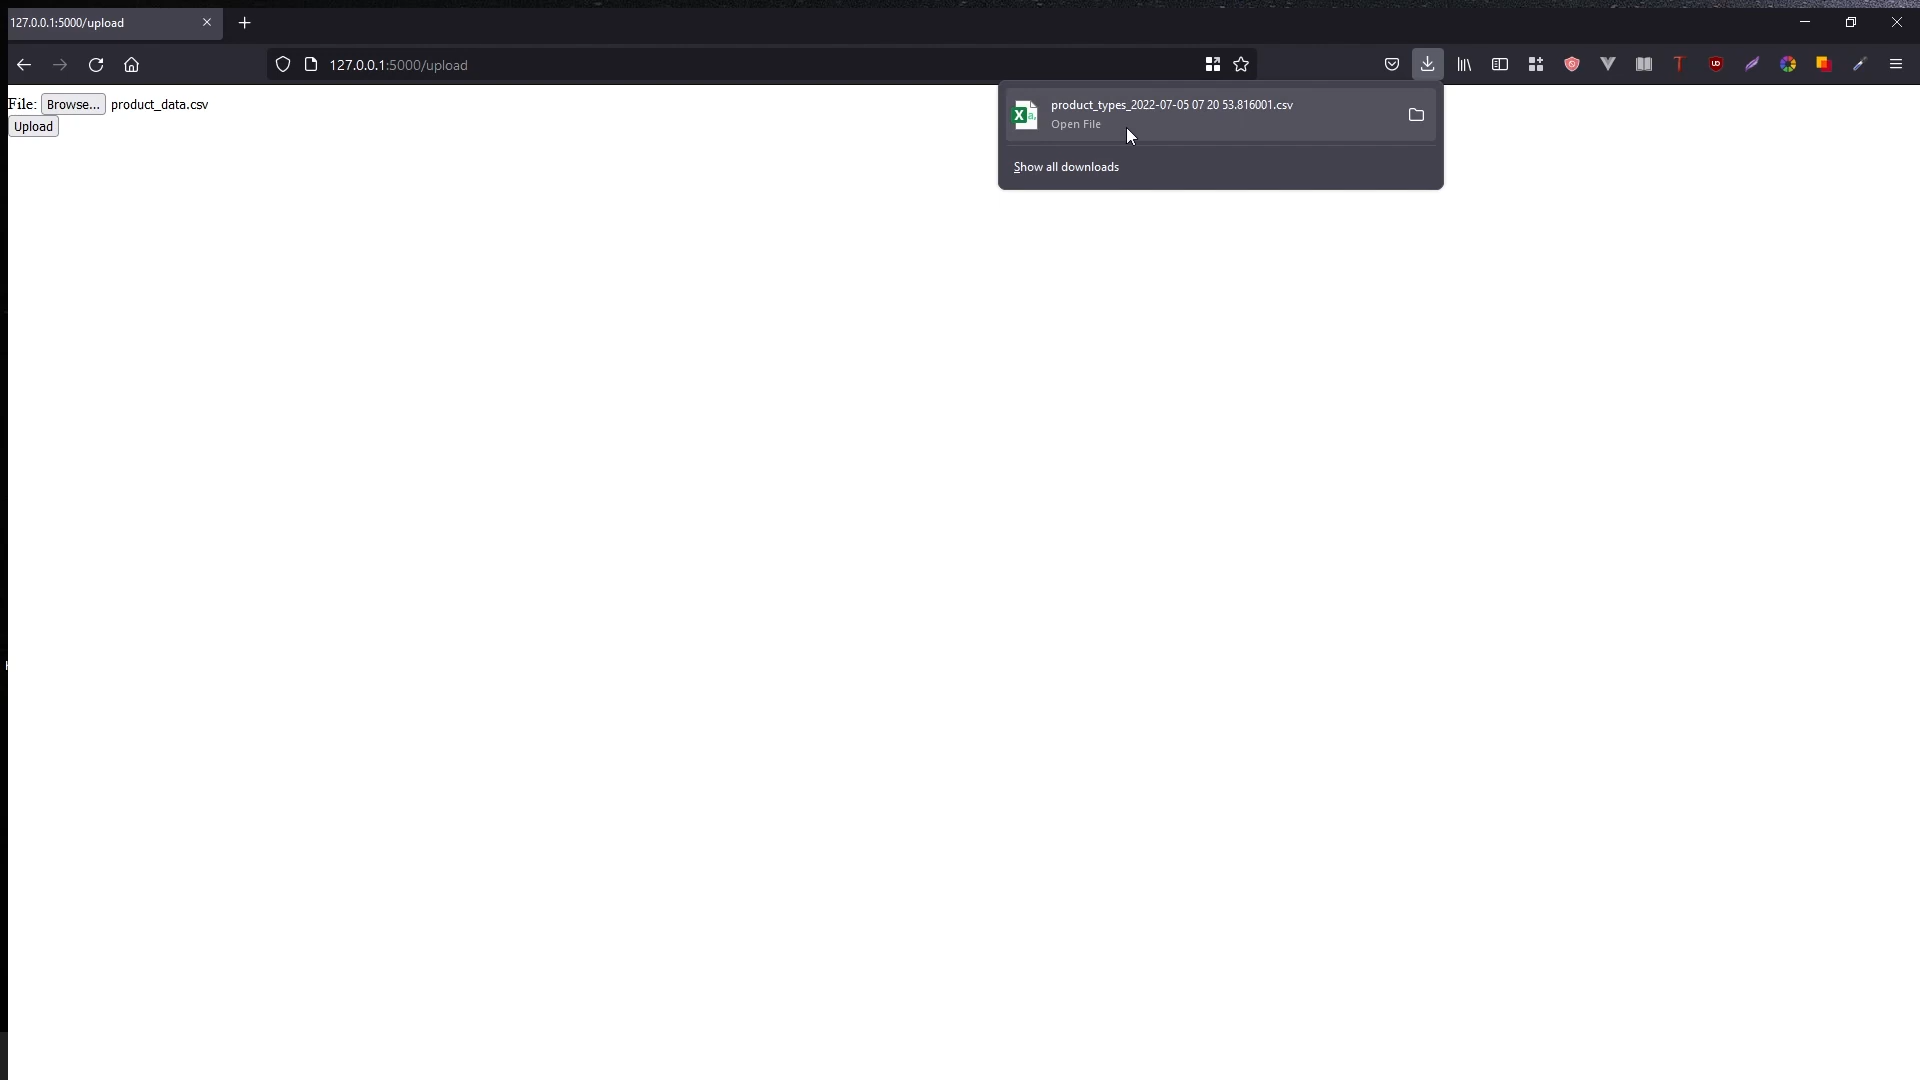 127.0.0.1:5000/upload
127.0.0.1:5000/upload
File: Browse... product_data.csv
Upload
product_types_2022-07-05 07 20 53.816001.csv
Open File
Show all downloads